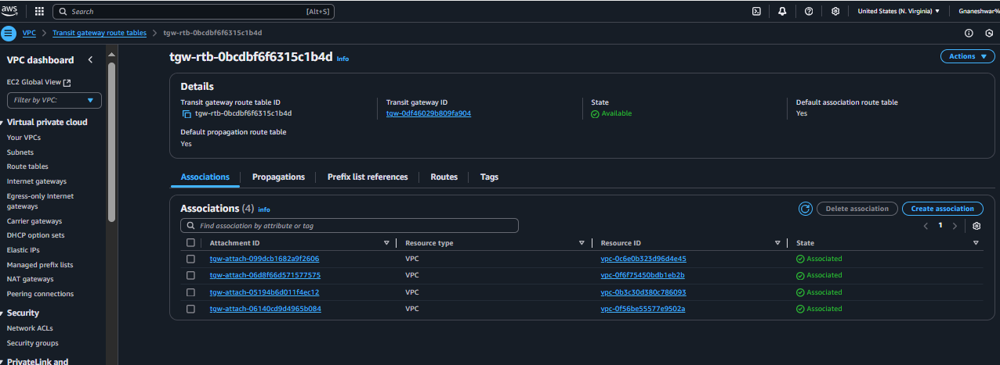 aws Search [Alt+S] United States (N. Virginia) Gnaneshwar%
VPC Transit gateway route tables tgw-rtb-0bcdbf6f6315c1b4d
VPC dashboard
EC2 Global View
Filter by VPC:
Virtual private cloud
Your VPCs
Subnets
Route tables
Internet gateways
Egress-only Internet
gateways
Carrier gateways
DHCP option sets
Elastic IPs
Managed prefix lists
NAT gateways
Peering connections
Security
Network ACLs
Security groups
PrivateLink and
tgw-rtb-0bcdbf6f6315c1b4d Info Actions
Details
Transit gateway route table ID
tgw-rtb-0bcdbf6f6315c1b4d
Transit gateway ID
tgw-0df46029b809fa904
State
Available
Default association route table
Yes
Default propagation route table
Yes
Associations Propagations Prefix list references Routes Tags
Associations (4) info Delete association Create association
Find association by attribute or tag 1
Attachment ID Resource type Resource ID State
tgw-attach-099dcb1682a9f2606 VPC vpc-0c6e0b323d96d4e45 Associated
tgw-attach-06d8f66d571577575 VPC vpc-0f6f75450bdb1eb2b Associated
tgw-attach-05194b6d011f4ec12 VPC vpc-0b3c30d380c786093 Associated
tgw-attach-06140cd9d4965b084 VPC vpc-0f56be55577e9502a Associated